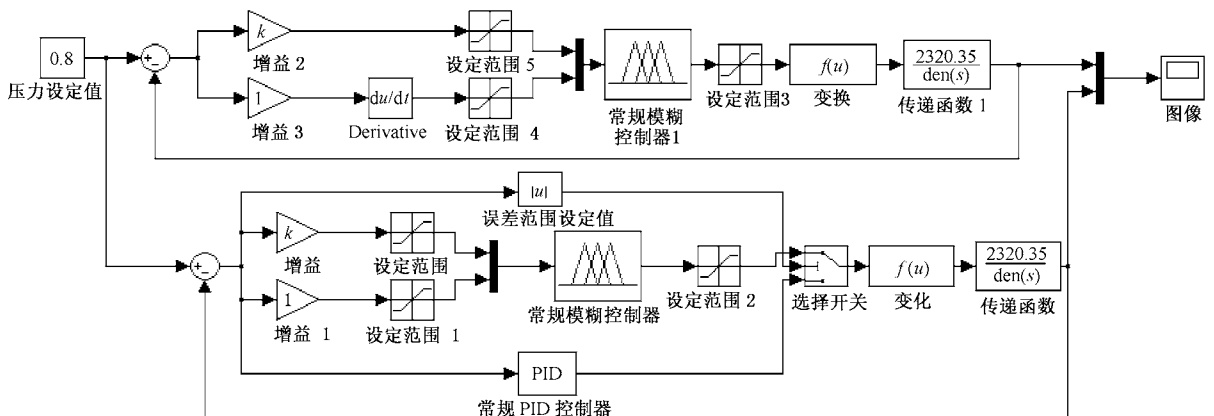 0.8
压力设定值
+
−
k
增益 2
设定范围 5
1
增益 3
du/dt
Derivative
设定范围 4
常规模糊
控制器1
设定范围3
f(u)
变换
2320.35
den(s)
传递函数 1
图像
|u|
误差范围设定值
+
−
k
增益
设定范围
1
增益 1
设定范围 1
常规模糊控制器
设定范围 2
选择开关
f(u)
变化
2320.35
den(s)
传递函数
PID
常规 PID 控制器